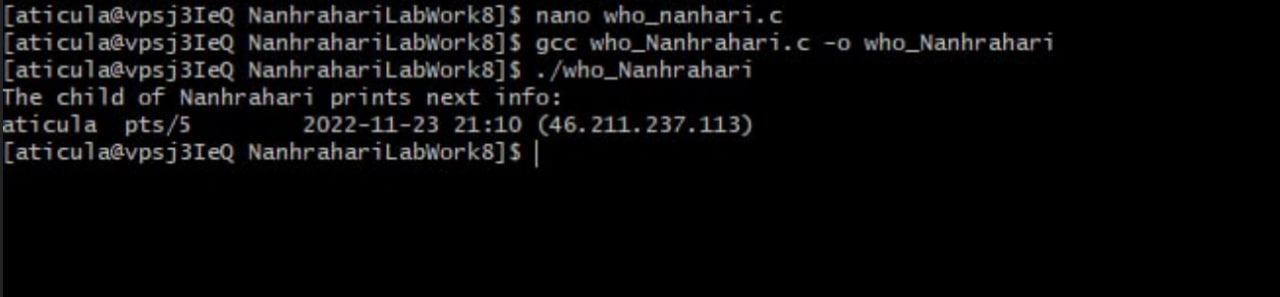 [aticula@vpsj3IeQ NanhrahariLabWork8]$ nano who_nanhari.c
[aticula@vpsj3IeQ NanhrahariLabWork8]$ gcc who_Nanhrahari.c -o who_Nanhrahari
[aticula@vpsj3IeQ NanhrahariLabWork8]$ ./who_Nanhrahari
The child of Nanhrahari prints next info:
aticula  pts/5        2022-11-23 21:10 (46.211.237.113)
[aticula@vpsj3IeQ NanhrahariLabWork8]$